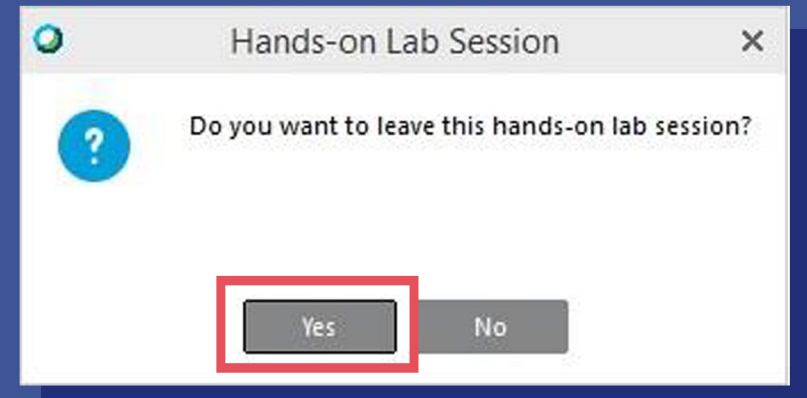 Hands-on Lab Session
Do you want to leave this hands-on lab session?
?
Yes No